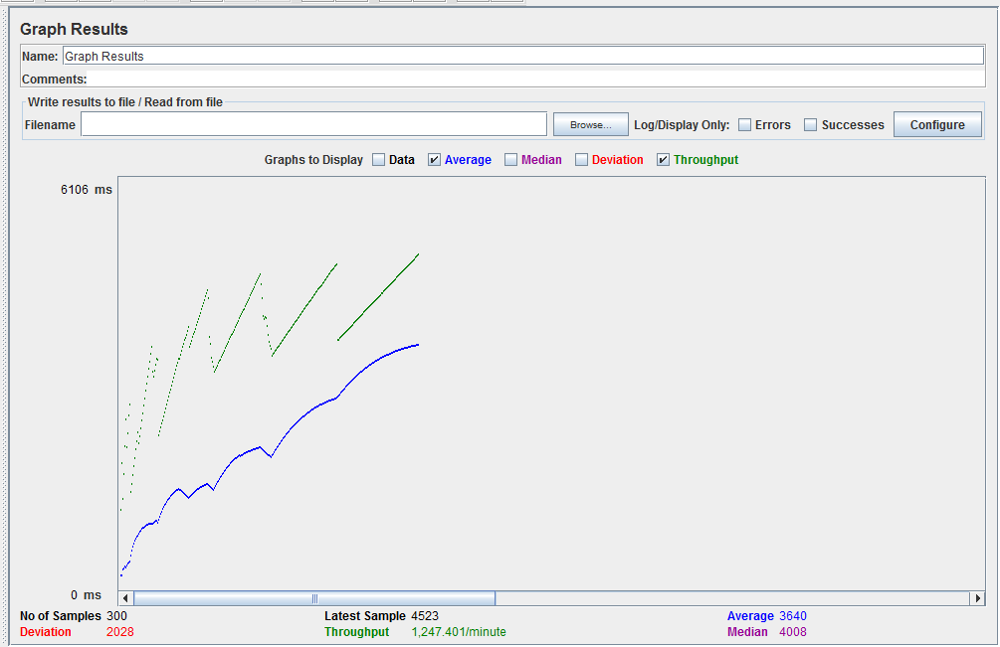 Graph Results
Name: Graph Results
Comments:
Write results to file / Read from file
Filename Browse... Log/Display Only: Errors Successes Configure
Graphs to Display Data Average Median Deviation Throughput
6106 ms
0 ms
No of Samples 300 Latest Sample 4523 Average 3640
Deviation 2028 Throughput 1,247.401/minute Median 4008